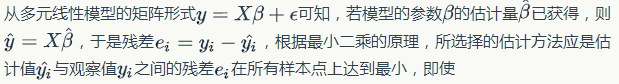 从多元线性模型的矩阵形式y = Xβ + ϵ可知，若模型的参数β的估计量β̂已获得，则
ŷ = Xβ̂，于是残差eᵢ = yᵢ − ŷᵢ，根据最小二乘的原理，所选择的估计方法应是估
计值ŷᵢ与观察值yᵢ之间的残差eᵢ在所有样本点上达到最小，即使